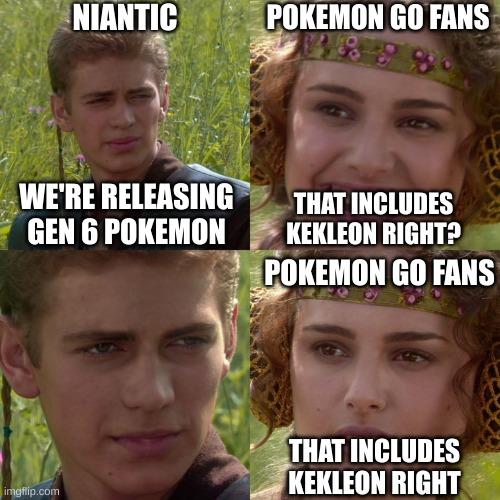 NIANTIC
WE'RE RELEASING
GEN 6 POKEMON
POKEMON GO FANS
THAT INCLUDES
KEKLEON RIGHT?
POKEMON GO FANS
THAT INCLUDES
KEKLEON RIGHT
imgflip.com